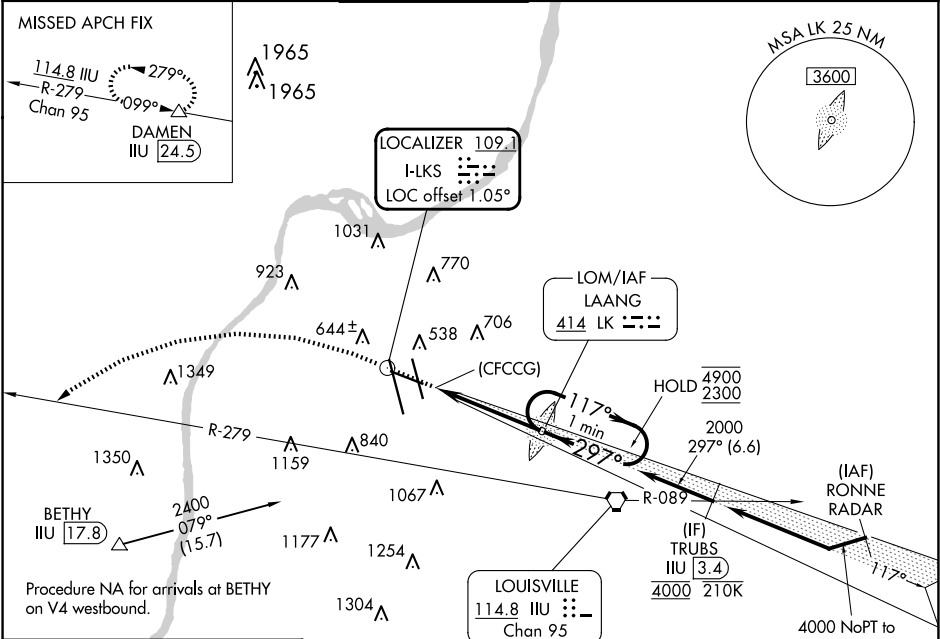 MISSED APCH FIX
114.8 IIU
R-279
Chan 95
279°
099°
DAMEN
IIU 24.5
1965
1965
MSA LK 25 NM
3600
LOCALIZER 109.1
I-LKS
LOC offset 1.05°
1031
770
923
644±
538
706
(CFCCG)
1349
LOM/IAF
LAANG
414 LK
HOLD 4900
2300
117°
1 min
297°
2000
297° (6.6)
R-279
840
1159
1350
1067
R-089
(IAF)
RONNE
RADAR
BETHY
IIU 17.8
2400
079°
(15.7)
1177
1254
(IF)
TRUBS
IIU 3.4
4000 210K
117°
Procedure NA for arrivals at BETHY
on V4 westbound.
1304
LOUISVILLE
114.8 IIU
Chan 95
4000 NoPT to